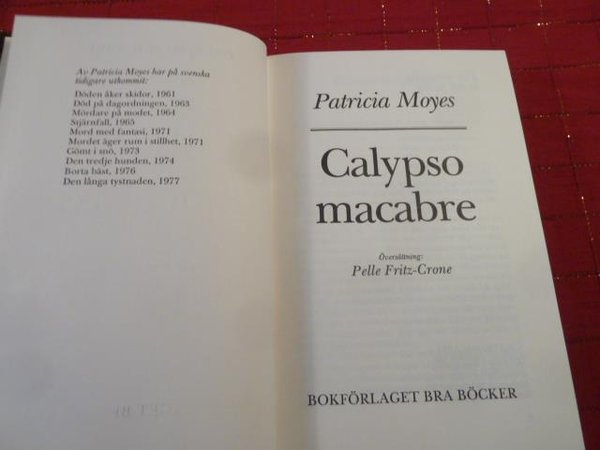 Av Patricia Moyes har på svenska
tidigare utkommit:
Döden åker skidor, 1961
Död på dagordningen, 1963
Mördare på modet, 1964
Stjärnfall, 1965
Mord med fantasi, 1971
Mordet äger rum i stillhet, 1971
Gömt i snö, 1973
Den tredje hunden, 1974
Borta bäst, 1976
Den långa tystnaden, 1977
Patricia Moyes
Calypso
macabre
Översättning:
Pelle Fritz-Crone
BOKFÖRLAGET BRA BÖCKER